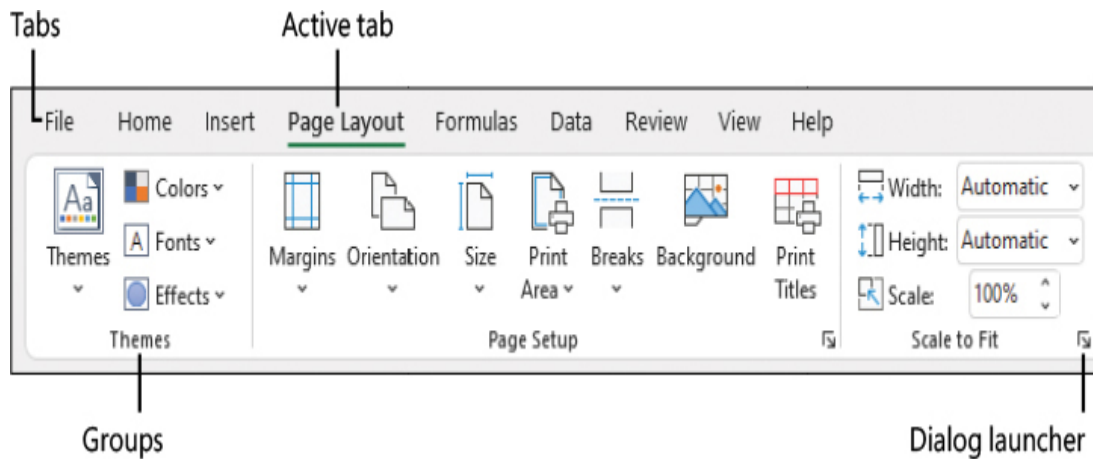 Tabs
Active tab
File Home Insert Page Layout Formulas Data Review View Help
Aa
Themes
Colors
A Fonts
Effects
Margins
Orientation
Size
Print
Area
Breaks
Background
Print
Titles
Width: Automatic
Height: Automatic
Scale: 100%
Themes
Page Setup
Scale to Fit
Groups
Dialog launcher